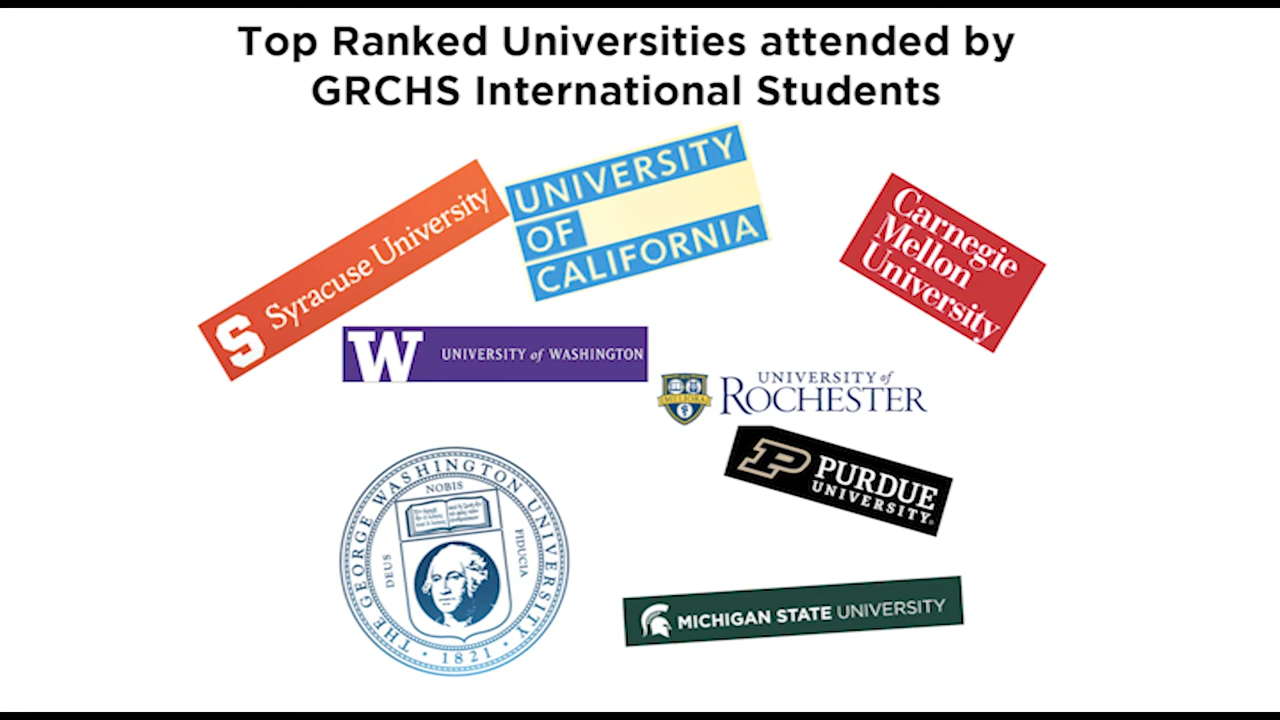 Top Ranked Universities attended by
GRCHS International Students
S Syracuse University
UNIVERSITY
OF
CALIFORNIA
Carnegie
Mellon
University
W UNIVERSITY of WASHINGTON
MELIORA
UNIVERSITY of
ROCHESTER
P PURDUE
UNIVERSITY®
THE GEORGE WASHINGTON UNIVERSITY
NOBIS
DEUS
FIDUCIA
· 1821 ·
MICHIGAN STATE UNIVERSITY